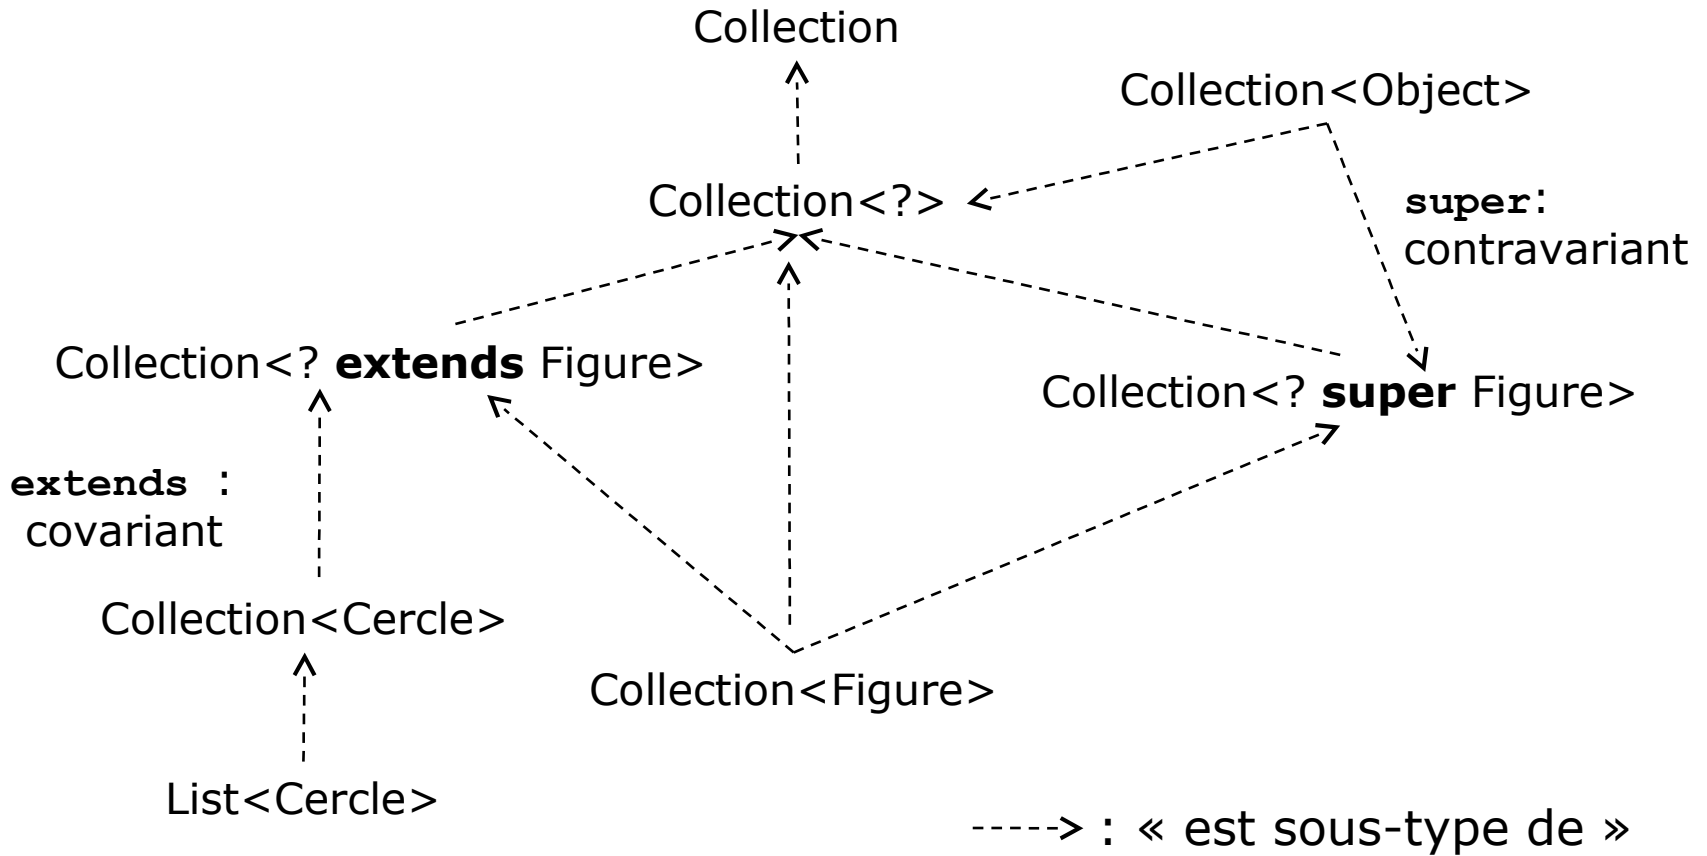 Collection
Collection<Object>
Collection<?>
super:
contravariant
Collection<? extends Figure>
Collection<? super Figure>
extends :
covariant
Collection<Cercle>
Collection<Figure>
List<Cercle>
: « est sous-type de »